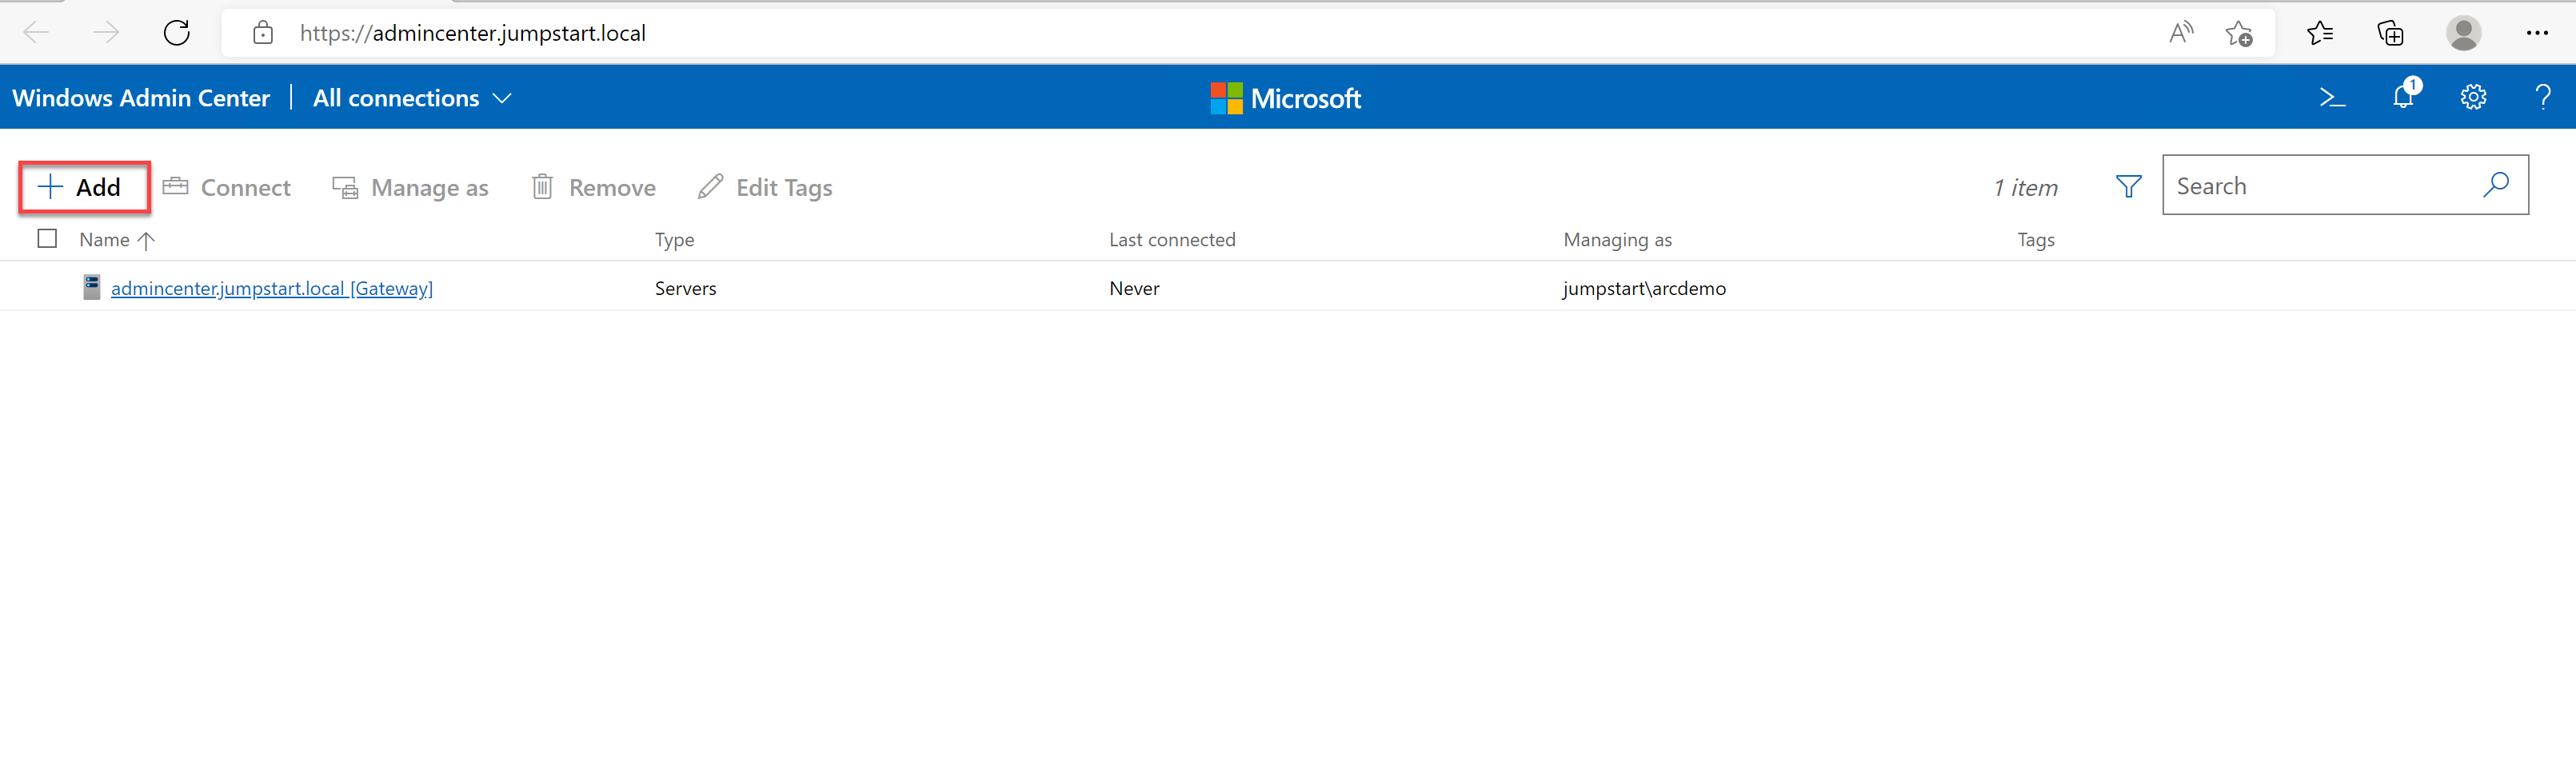 https://admincenter.jumpstart.local
Windows Admin Center All connections Microsoft 1
Add Connect Manage as Remove Edit Tags 1 item Search
Name Type Last connected Managing as Tags
admincenter.jumpstart.local [Gateway] Servers Never jumpstart\arcdemo